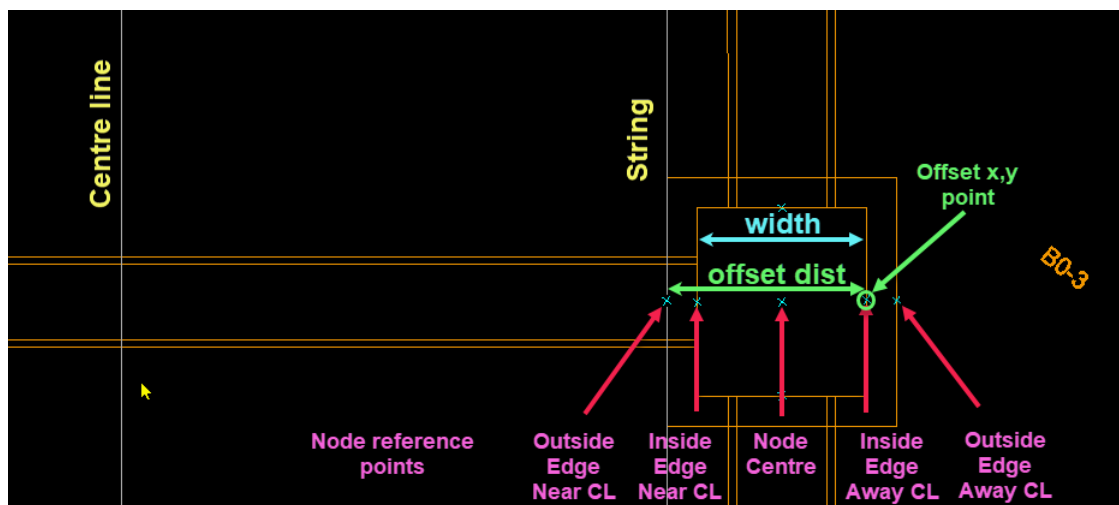 Centre line
String
Offset x,y
point
width
offset dist
B0-3
Node reference
points
Outside
Edge
Near CL
Inside
Edge
Near CL
Node
Centre
Inside
Edge
Away CL
Outside
Edge
Away CL